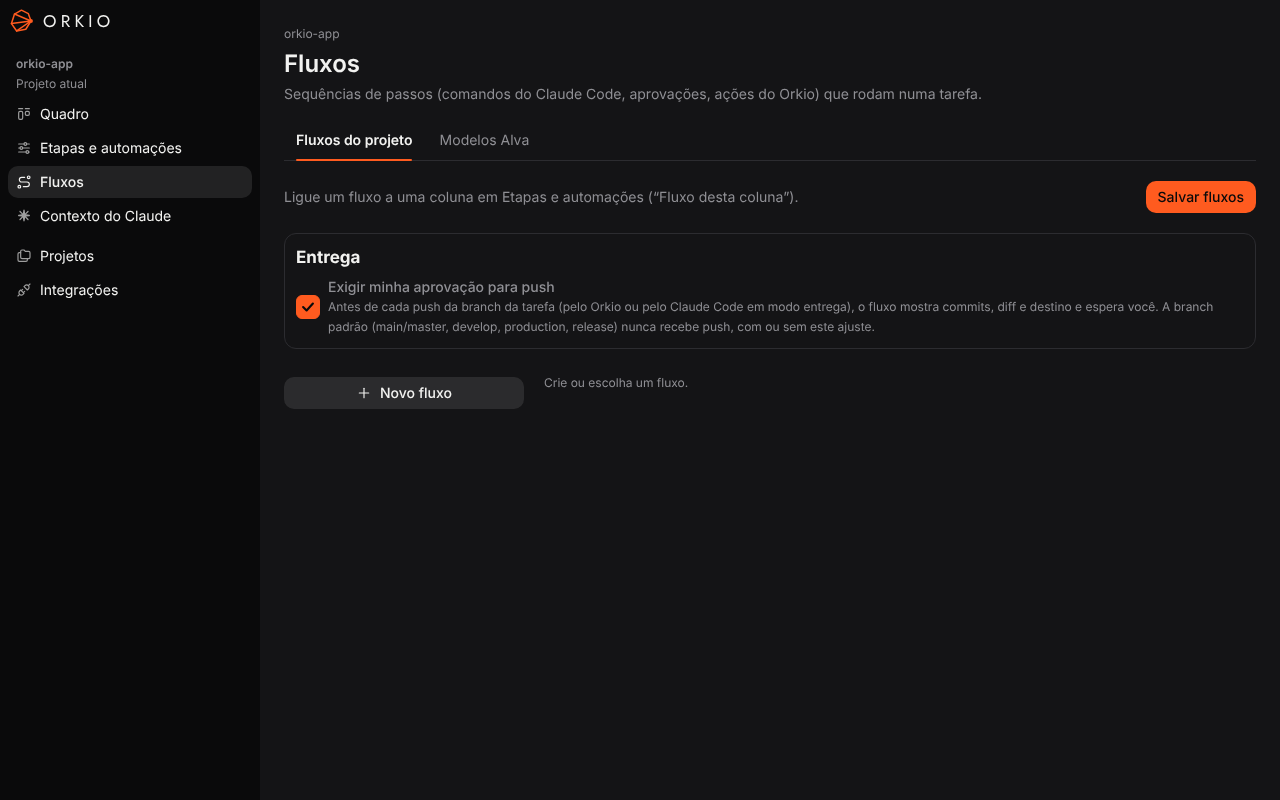 ORKIO
orkio-app
Projeto atual
Quadro
Etapas e automações
Fluxos
Contexto do Claude
Projetos
Integrações
orkio-app
Fluxos
Sequências de passos (comandos do Claude Code, aprovações, ações do Orkio) que rodam numa tarefa.
Fluxos do projeto
Modelos Alva
Ligue um fluxo a uma coluna em Etapas e automações (“Fluxo desta coluna”).
Salvar fluxos
Entrega
Exigir minha aprovação para push
Antes de cada push da branch da tarefa (pelo Orkio ou pelo Claude Code em modo entrega), o fluxo mostra commits, diff e destino e espera você. A branch
padrão (main/master, develop, production, release) nunca recebe push, com ou sem este ajuste.
Novo fluxo
Crie ou escolha um fluxo.